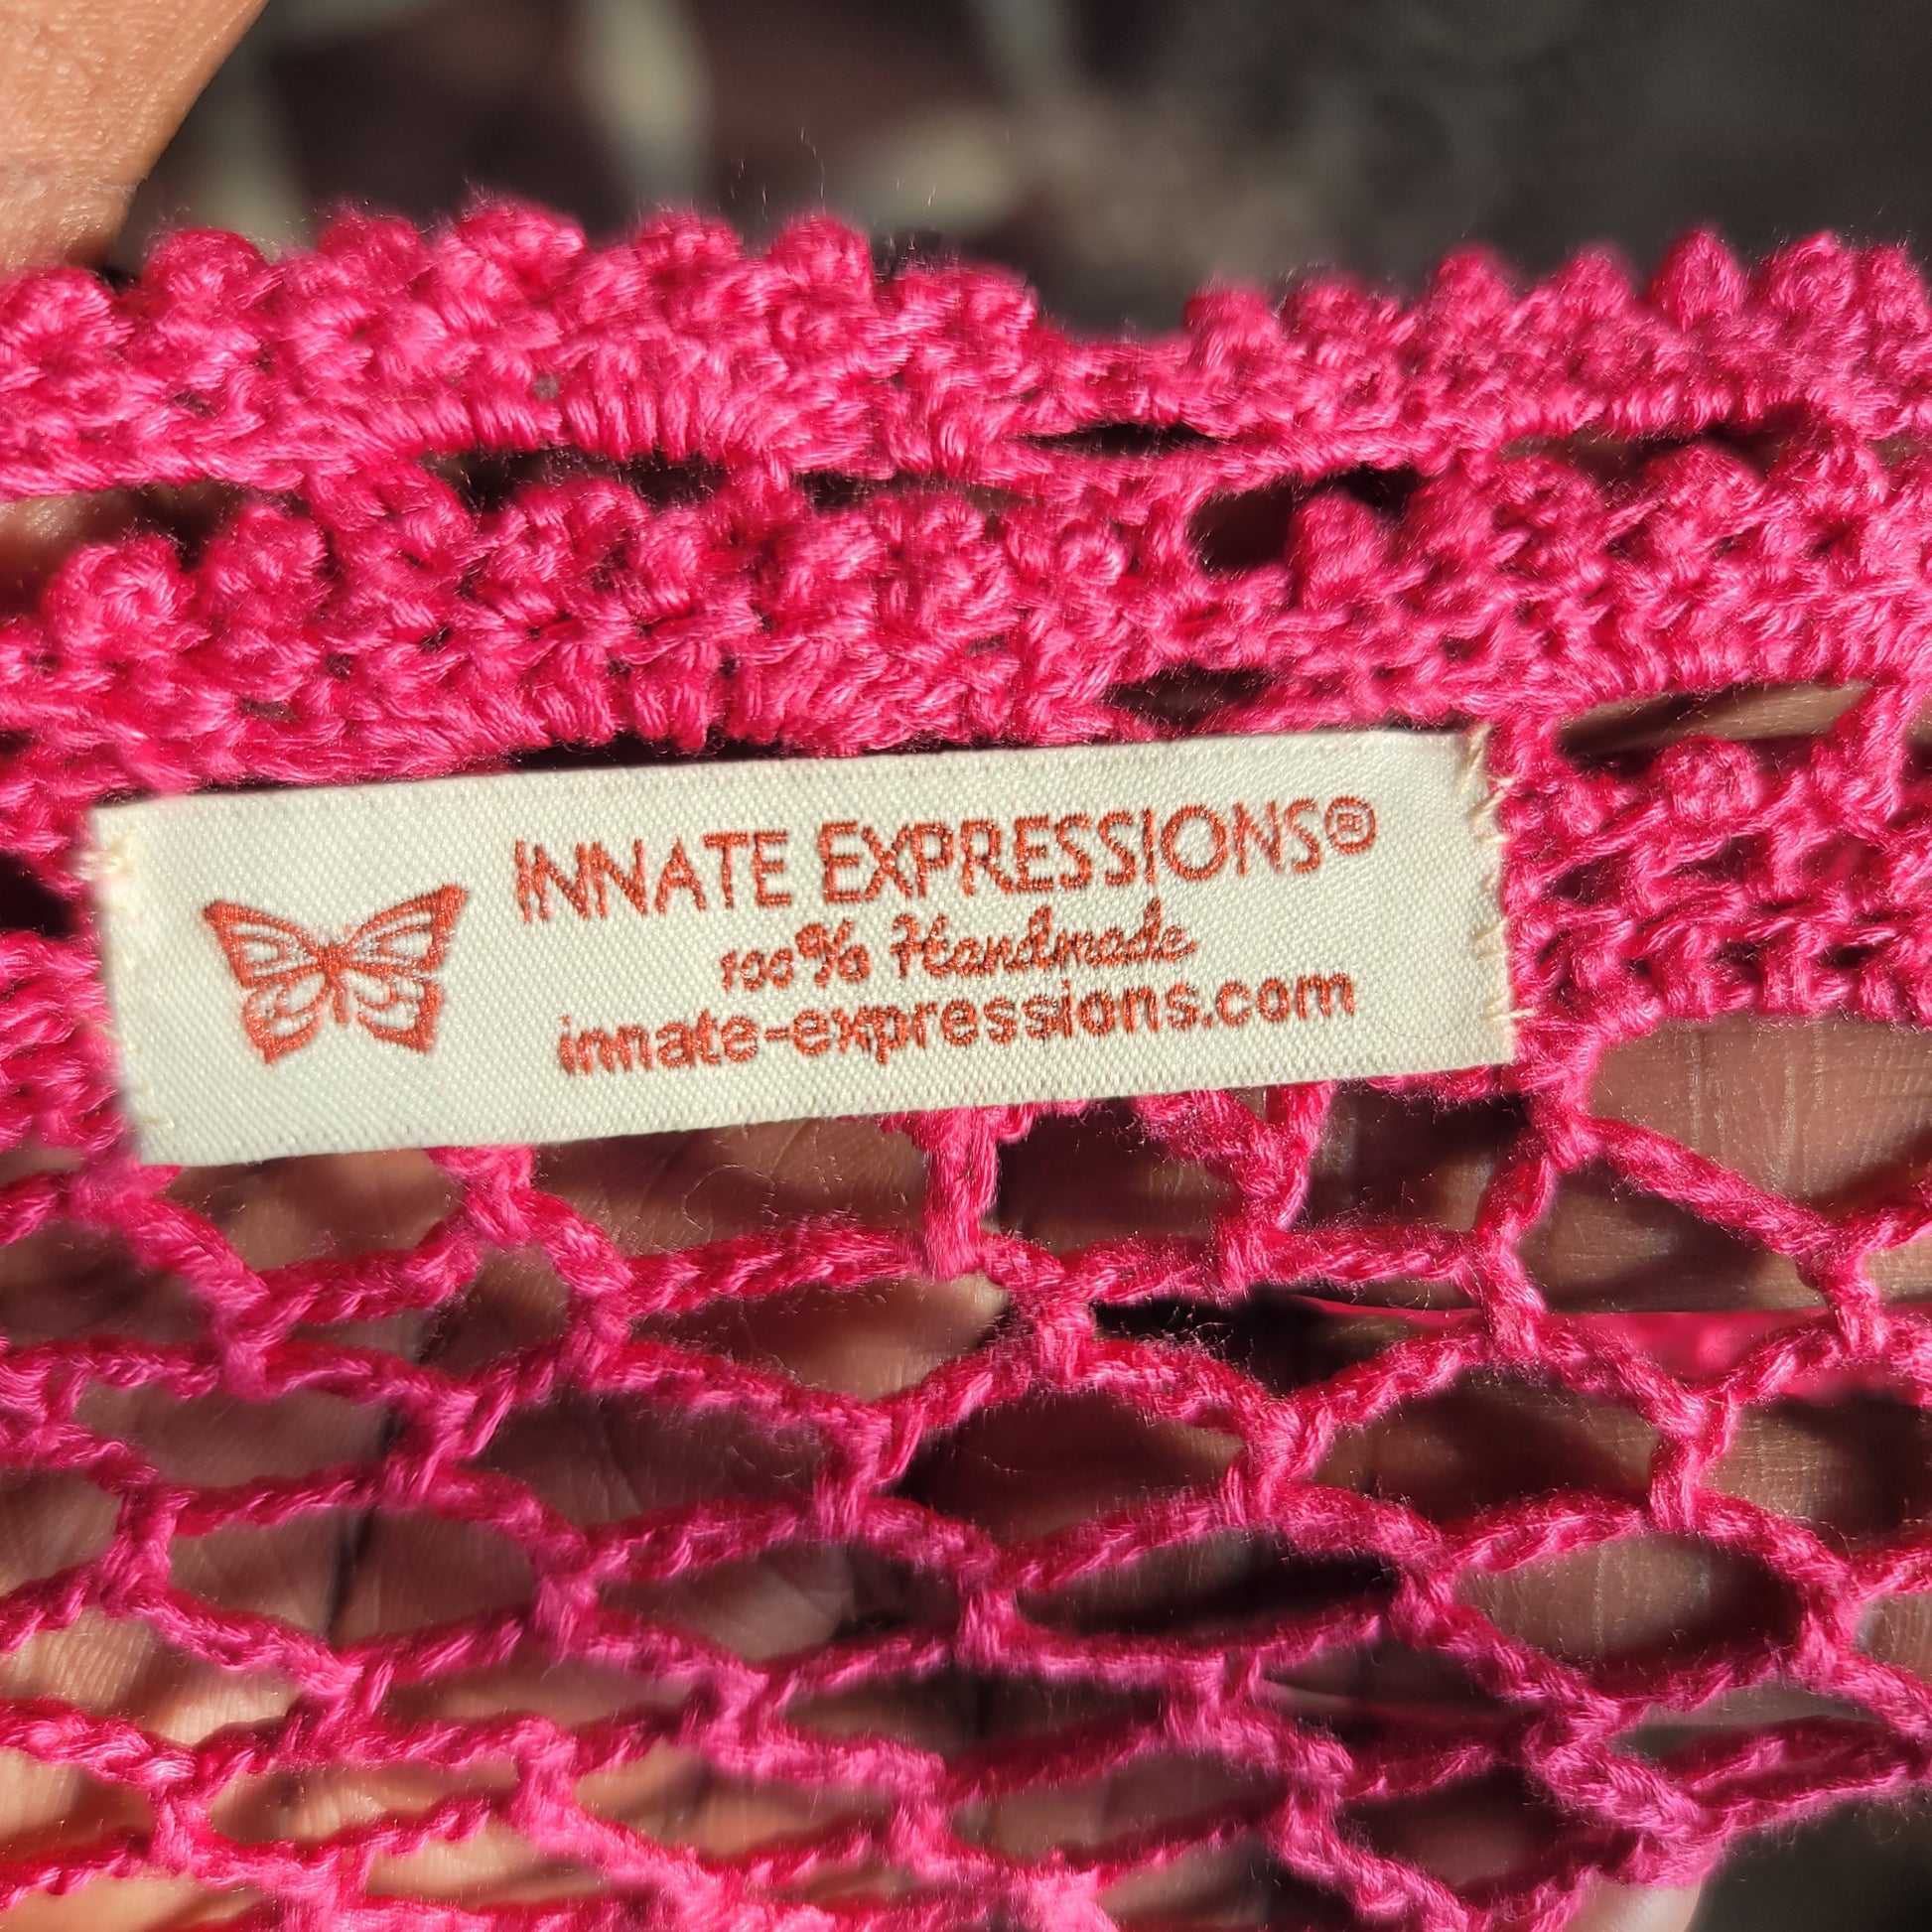 INNATE EXPRESSIONS®
100% Handmade
innate-expressions.com